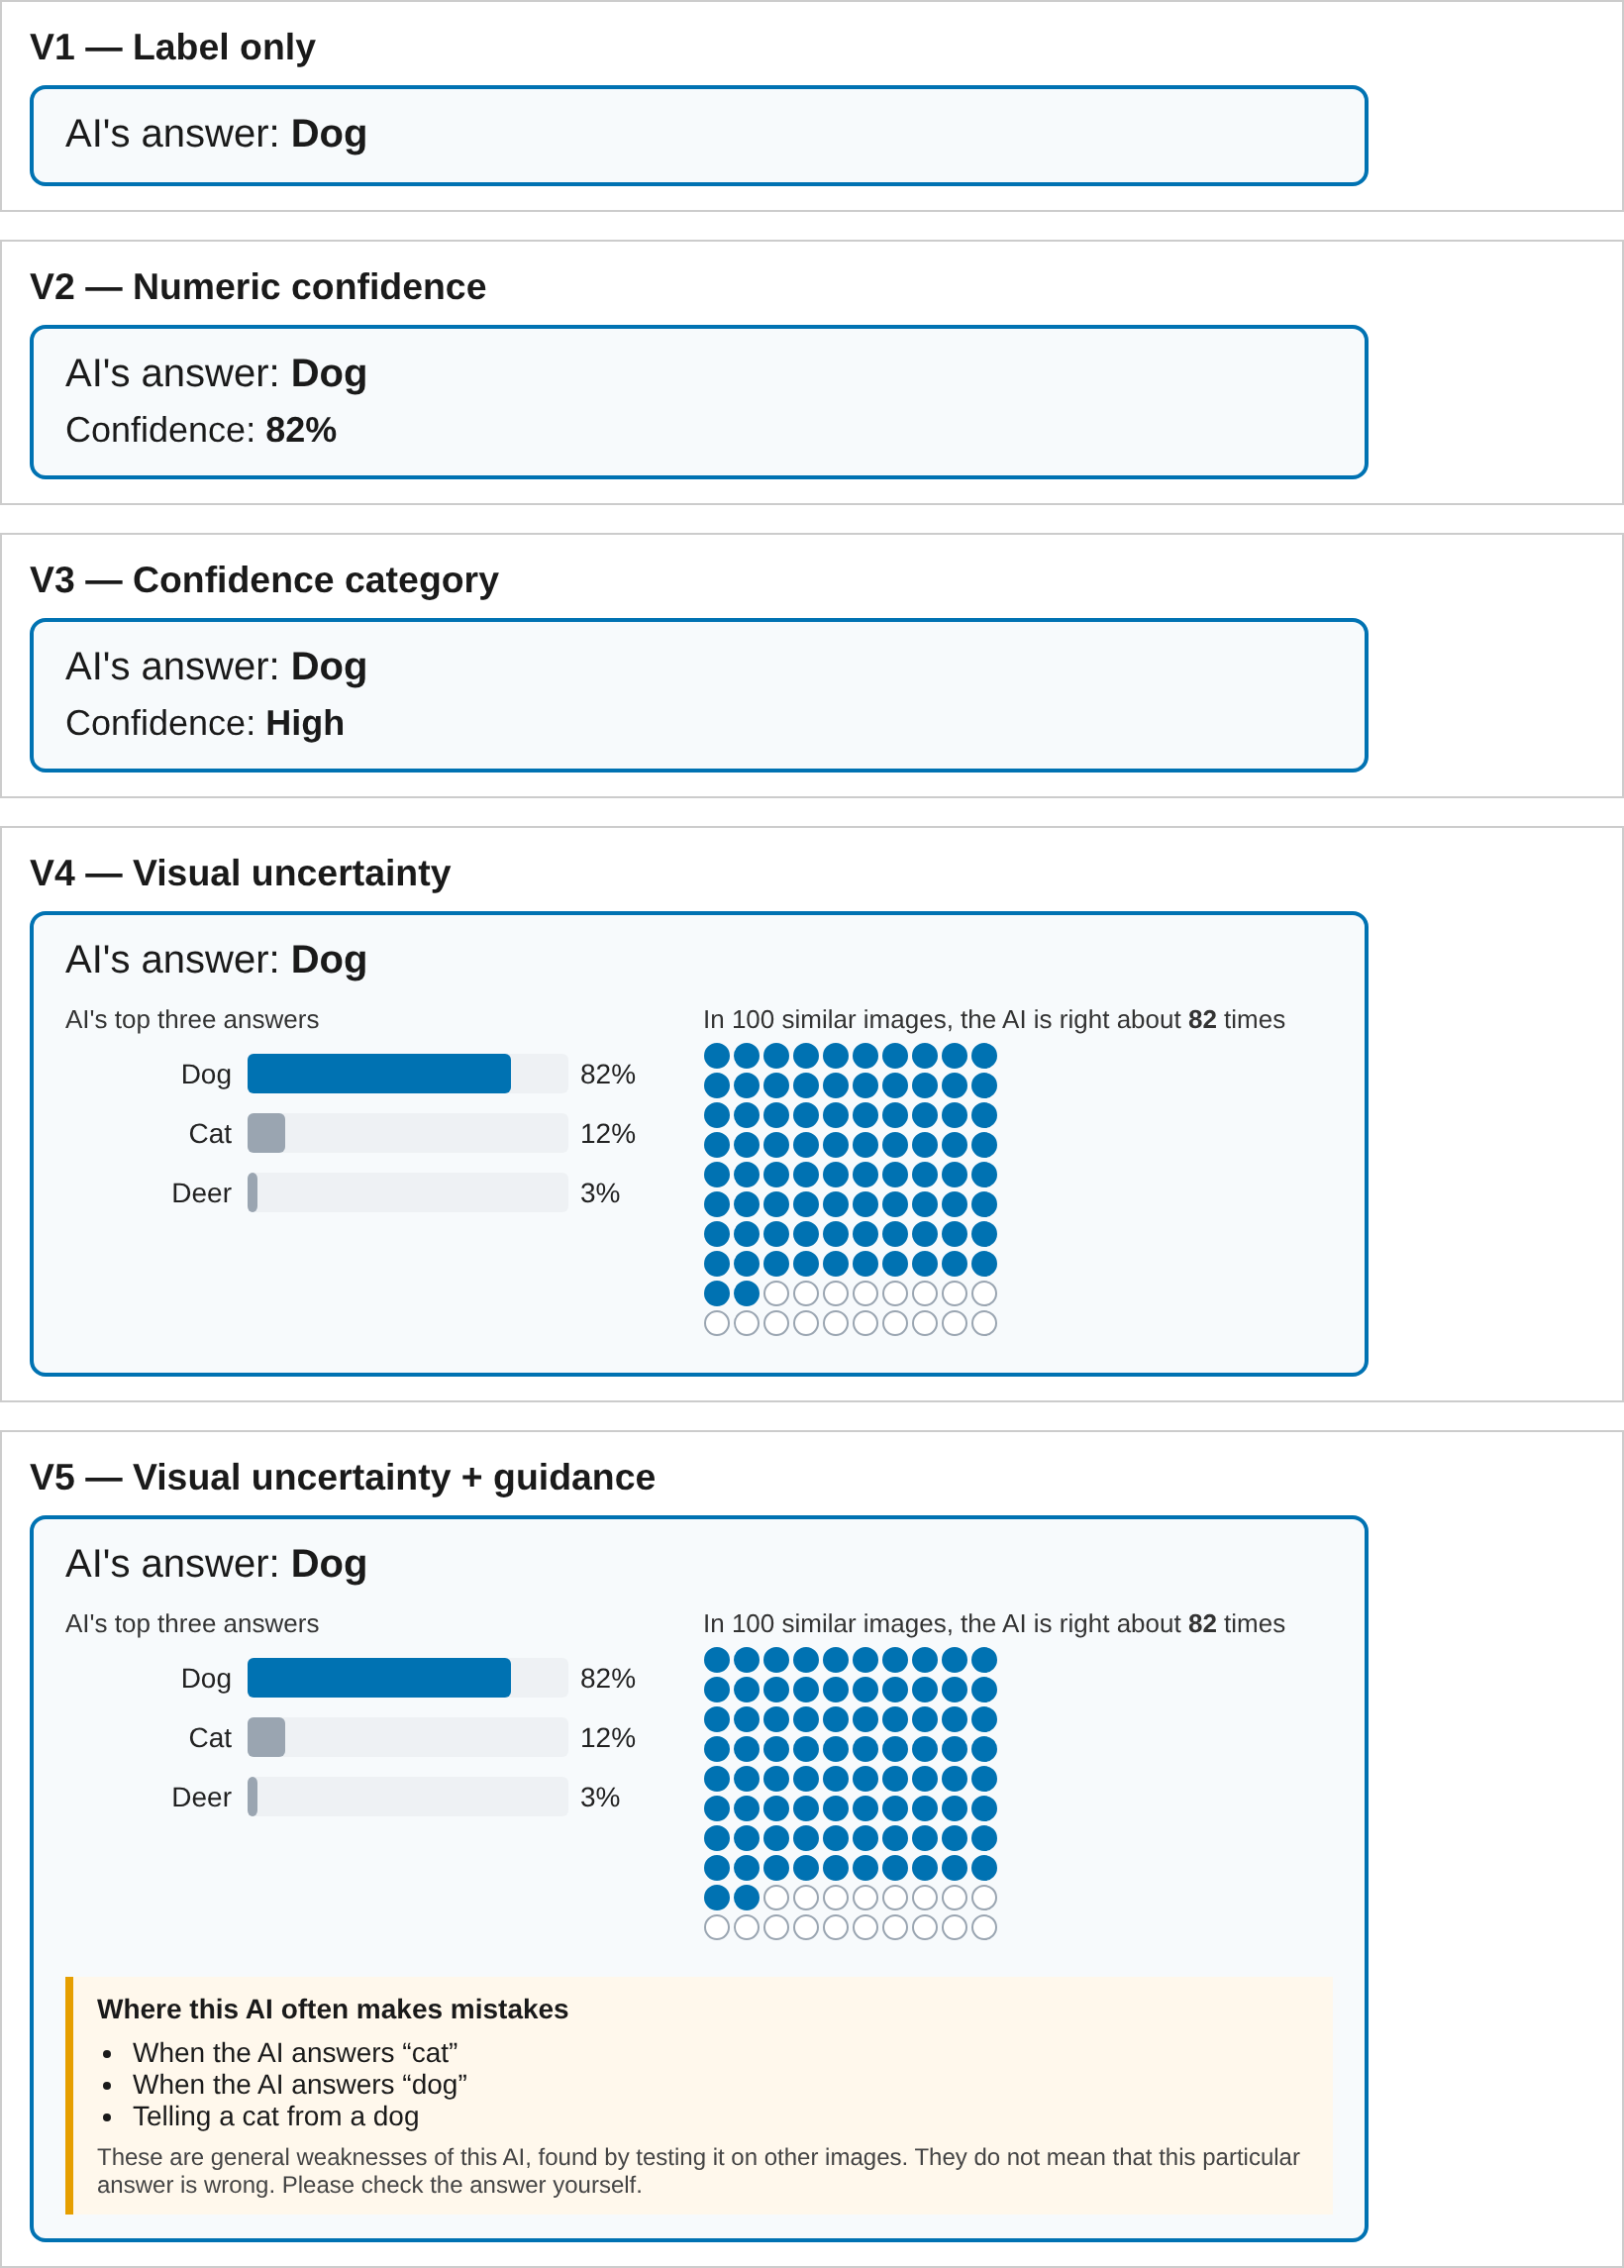 V1 — Label only
AI's answer: Dog
V2 — Numeric confidence
AI's answer: Dog
Confidence: 82%
V3 — Confidence category
AI's answer: Dog
Confidence: High
V4 — Visual uncertainty
AI's answer: Dog
AI's top three answers
Dog 82%
Cat 12%
Deer 3%
In 100 similar images, the AI is right about 82 times
V5 — Visual uncertainty + guidance
AI's answer: Dog
AI's top three answers
Dog 82%
Cat 12%
Deer 3%
In 100 similar images, the AI is right about 82 times
Where this AI often makes mistakes
• When the AI answers “cat”
• When the AI answers “dog”
• Telling a cat from a dog
These are general weaknesses of this AI, found by testing it on other images. They do not mean that this particular
answer is wrong. Please check the answer yourself.